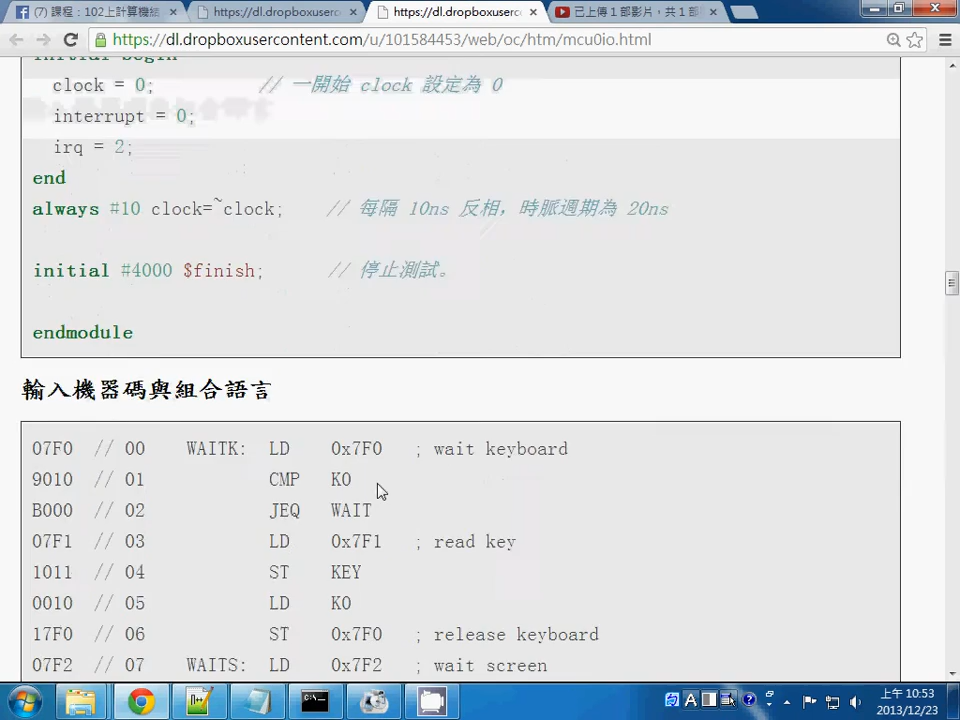 (7) 課程：102上計算機結
https://dl.dropboxuserc
https://dl.dropboxuserc
已上傳 1 部影片，共 1 部
https://dl.dropboxusercontent.com/u/101584453/web/oc/htm/mcu0io.html
initial begin
clock = 0; // 一開始 clock 設定為 0
interrupt = 0;
irq = 2;
end
always #10 clock=~clock; // 每隔 10ns 反相，時脈週期為 20ns
initial #4000 $finish; // 停止測試。
endmodule
輸入機器碼與組合語言
07F0 // 00 WAITK: LD 0x7F0 ; wait keyboard
9010 // 01 CMP K0
B000 // 02 JEQ WAIT
07F1 // 03 LD 0x7F1 ; read key
1011 // 04 ST KEY
0010 // 05 LD K0
17F0 // 06 ST 0x7F0 ; release keyboard
07F2 // 07 WAITS: LD 0x7F2 ; wait screen
上午 10:53
2013/12/23